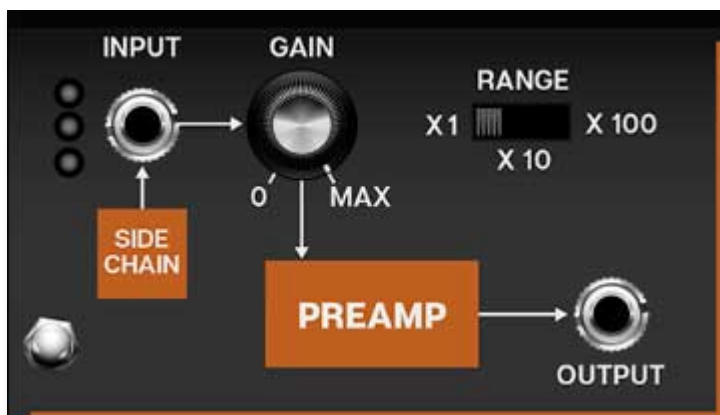 INPUT
GAIN
RANGE
X1
X 100
X 10
0
MAX
SIDE
CHAIN
PREAMP
OUTPUT